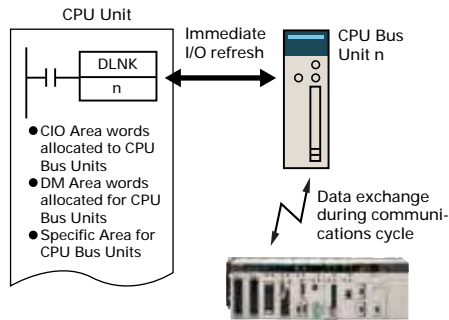 CPU Unit
DLNK
n
●CIO Area words
allocated to CPU
Bus Units
●DM Area words
allocated for CPU
Bus Units
●Specific Area for
CPU Bus Units
Immediate
I/O refresh
CPU Bus
Unit n
Data exchange
during communi-
cations cycle